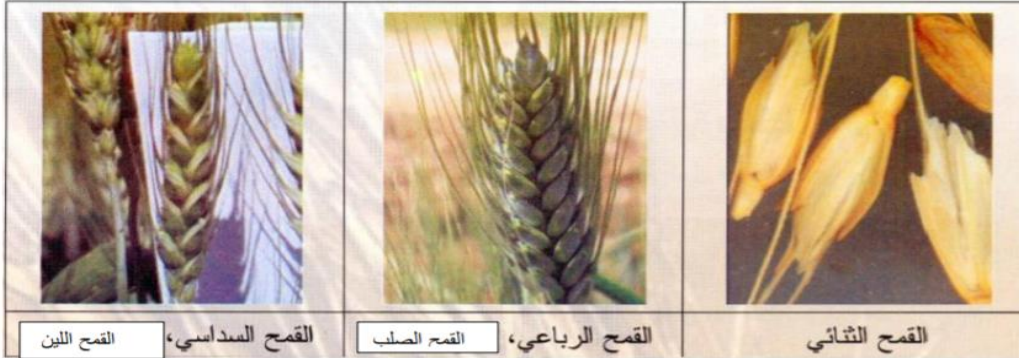 القمح الثنائي
القمح الرباعي، القمح الصلب
القمح السداسي، القمح اللين